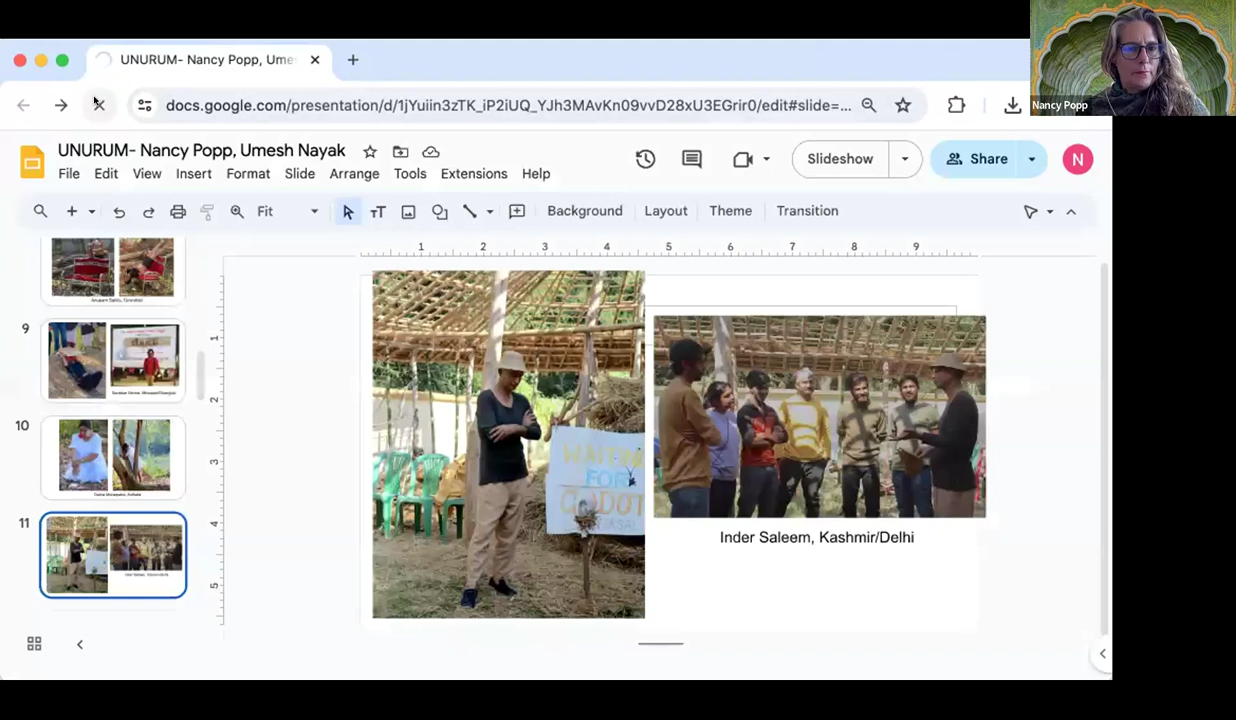 UNURUM- Nancy Popp, Ume
docs.google.com/presentation/d/1jYuiin3zTK_iP2iUQ_YJh3MAvKn09vvD28xU3EGrir0/edit#slide=...
Nancy Popp
UNURUM- Nancy Popp, Umesh Nayak
Slideshow
Share
N
File Edit View Insert Format Slide Arrange Tools Extensions Help
Fit
Background Layout Theme Transition
1 2 3 4 5 6 7 8 9
1
2
3
4
5
9
10
11
WAITING
FOR
GODOT
Inder Saleem, Kashmir/Delhi